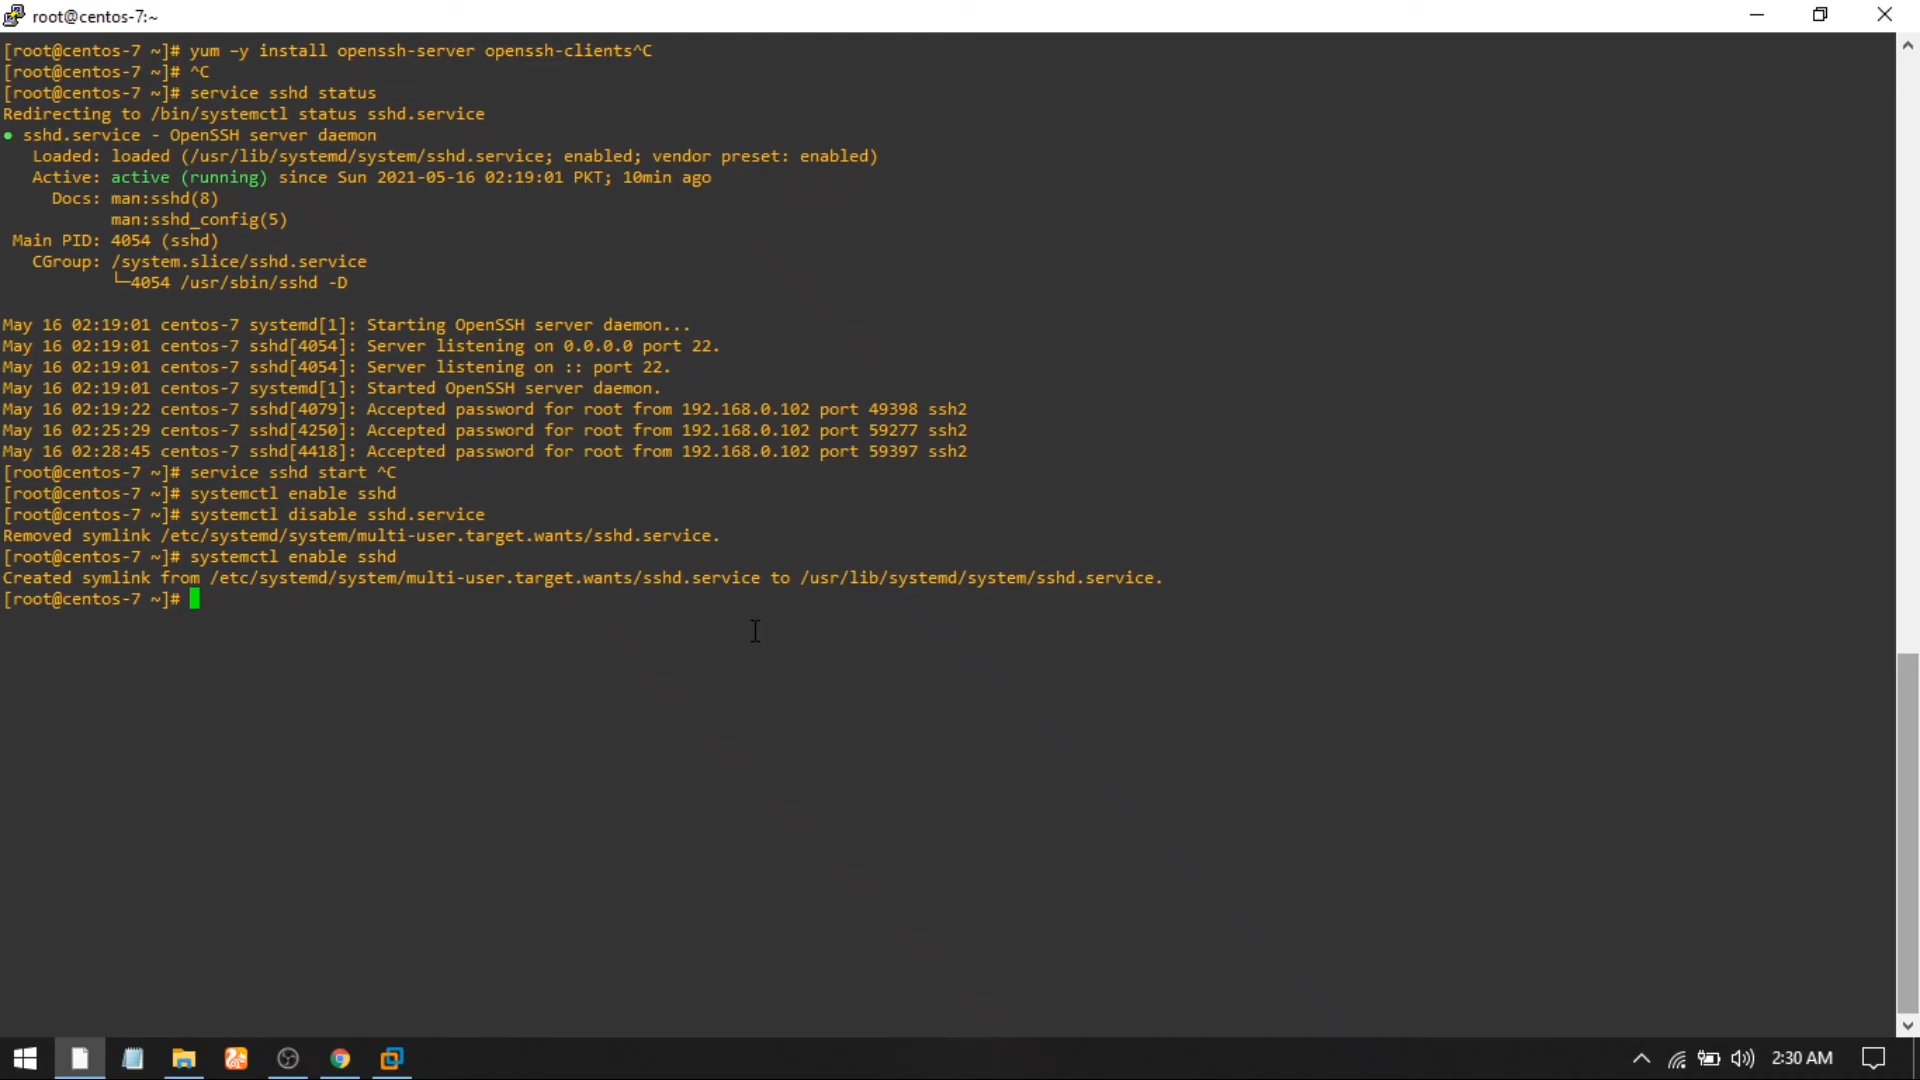 root@centos-7:~
[root@centos-7 ~]# yum -y install openssh-server openssh-clients^C
[root@centos-7 ~]# ^C
[root@centos-7 ~]# service sshd status
Redirecting to /bin/systemctl status sshd.service
● sshd.service - OpenSSH server daemon
   Loaded: loaded (/usr/lib/systemd/system/sshd.service; enabled; vendor preset: enabled)
   Active: active (running) since Sun 2021-05-16 02:19:01 PKT; 10min ago
     Docs: man:sshd(8)
           man:sshd_config(5)
 Main PID: 4054 (sshd)
   CGroup: /system.slice/sshd.service
           └─4054 /usr/sbin/sshd -D
May 16 02:19:01 centos-7 systemd[1]: Starting OpenSSH server daemon...
May 16 02:19:01 centos-7 sshd[4054]: Server listening on 0.0.0.0 port 22.
May 16 02:19:01 centos-7 sshd[4054]: Server listening on :: port 22.
May 16 02:19:01 centos-7 systemd[1]: Started OpenSSH server daemon.
May 16 02:19:22 centos-7 sshd[4079]: Accepted password for root from 192.168.0.102 port 49398 ssh2
May 16 02:25:29 centos-7 sshd[4250]: Accepted password for root from 192.168.0.102 port 59277 ssh2
May 16 02:28:45 centos-7 sshd[4418]: Accepted password for root from 192.168.0.102 port 59397 ssh2
[root@centos-7 ~]# service sshd start ^C
[root@centos-7 ~]# systemctl enable sshd
[root@centos-7 ~]# systemctl disable sshd.service
Removed symlink /etc/systemd/system/multi-user.target.wants/sshd.service.
[root@centos-7 ~]# systemctl enable sshd
Created symlink from /etc/systemd/system/multi-user.target.wants/sshd.service to /usr/lib/systemd/system/sshd.service.
[root@centos-7 ~]#
2:30 AM